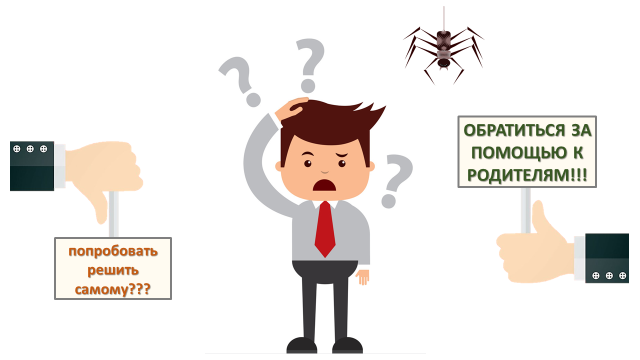 попробовать
решить
самому???
ОБРАТИТЬСЯ ЗА
ПОМОЩЬЮ К
РОДИТЕЛЯМ!!!